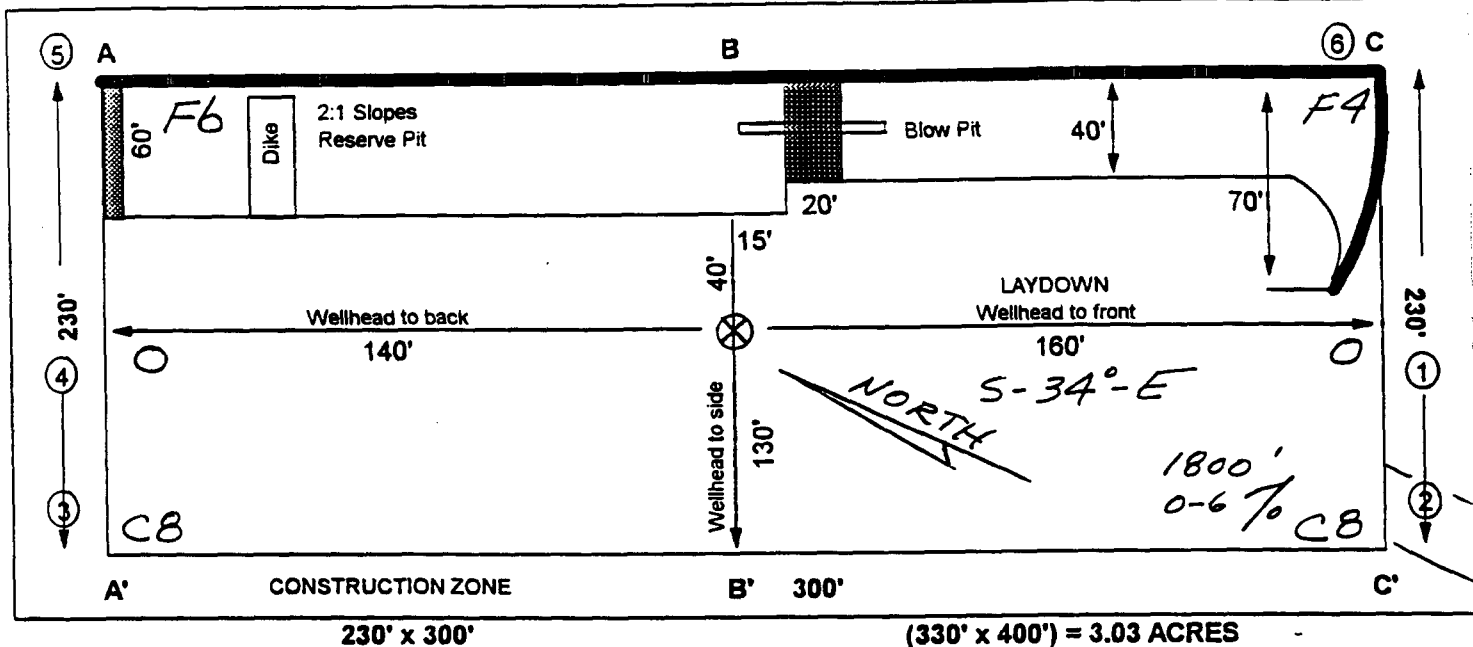 5 A B 6 C
F6 2:1 Slopes F4
60' Dike Reserve Pit Blow Pit 40'
20' 70'
15'
40' LAYDOWN
230' Wellhead to back Wellhead to front 230'
O 140' 160' O
4 1
NORTH S-34°-E
Wellhead to side 130' 1800'
0-6%
3 C8 C8 2
A' CONSTRUCTION ZONE B' 300' C'
230' x 300' (330' x 400') = 3.03 ACRES